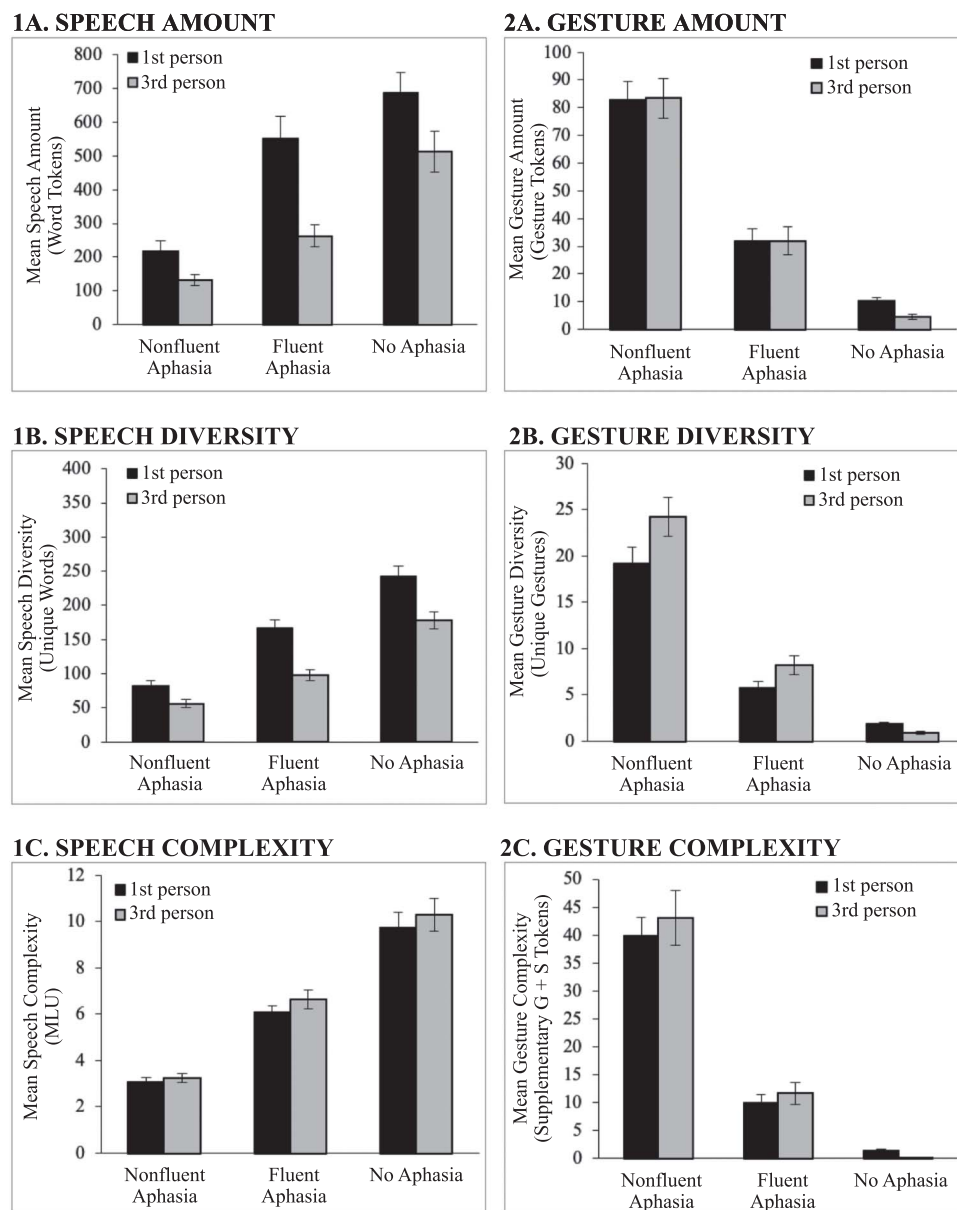 1A. SPEECH AMOUNT
1st person
3rd person
800
700
600
500
400
300
200
100
0
Mean Speech Amount
(Word Tokens)
Nonfluent
Aphasia
Fluent
Aphasia
No Aphasia
2A. GESTURE AMOUNT
1st person
3rd person
100
90
80
70
60
50
40
30
20
10
0
Mean Gesture Amount
(Gesture Tokens)
Nonfluent
Aphasia
Fluent
Aphasia
No Aphasia
1B. SPEECH DIVERSITY
1st person
3rd person
400
350
300
250
200
150
100
50
0
Mean Speech Diversity
(Unique Words)
Nonfluent
Aphasia
Fluent
Aphasia
No Aphasia
2B. GESTURE DIVERSITY
1st person
3rd person
30
25
20
15
10
5
0
Mean Gesture Diversity
(Unique Gestures)
Nonfluent
Aphasia
Fluent
Aphasia
No Aphasia
1C. SPEECH COMPLEXITY
1st person
3rd person
12
10
8
6
4
2
0
Mean Speech Complexity
(MLU)
Nonfluent
Aphasia
Fluent
Aphasia
No Aphasia
2C. GESTURE COMPLEXITY
1st person
3rd person
50
45
40
35
30
25
20
15
10
5
0
Mean Gesture Complexity
(Supplementary G + S Tokens)
Nonfluent
Aphasia
Fluent
Aphasia
No Aphasia